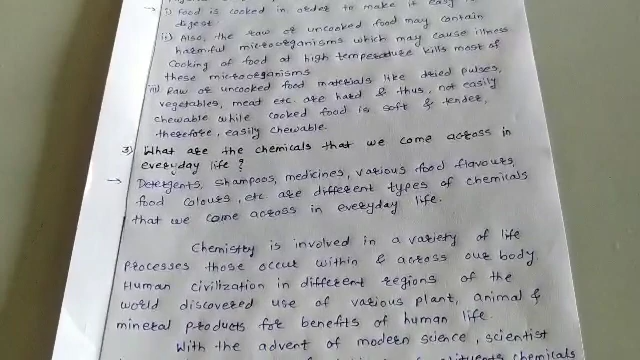 → i) Food is cooked in order to make it easy to
digest.
ii) Also, the raw or uncooked food may contain
harmful microorganisms which may cause illness
Cooking of food at high temperature kills most of
these microorganisms
iii) Raw or uncooked food materials like dried pulses,
vegetables, meat etc. are hard & thus, not easily
chewable while cooked food is soft & tender,
therefore, easily chewable.
3) What are the chemicals that we come across in
everyday life?
→ Detergents, shampoos, medicines, various food flavours,
food colours, etc are different types of chemicals
that we come across in everyday life.
Chemistry is involved in a variety of life
processes those occur within & across our body
Human civilization in different regions of the
world discovered use of various plant, animal &
mineral products for benefits of human life.
With the advent of modern science, scientist
chemicals